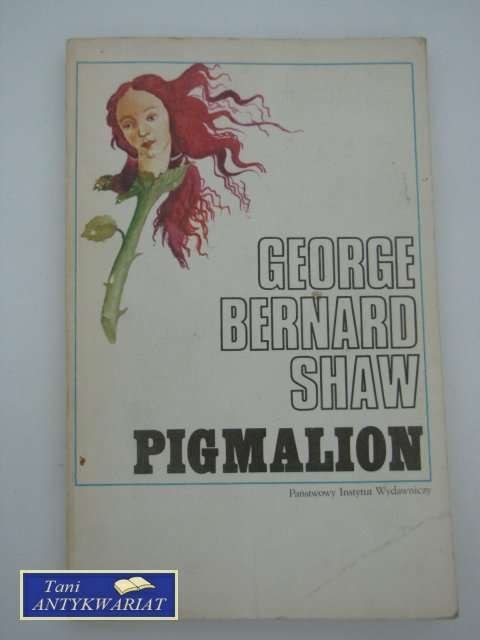 GEORGE
BERNARD
SHAW
PIGMALION
Państwowy Instytut Wydawniczy
Tani
ANTYKWARIAT